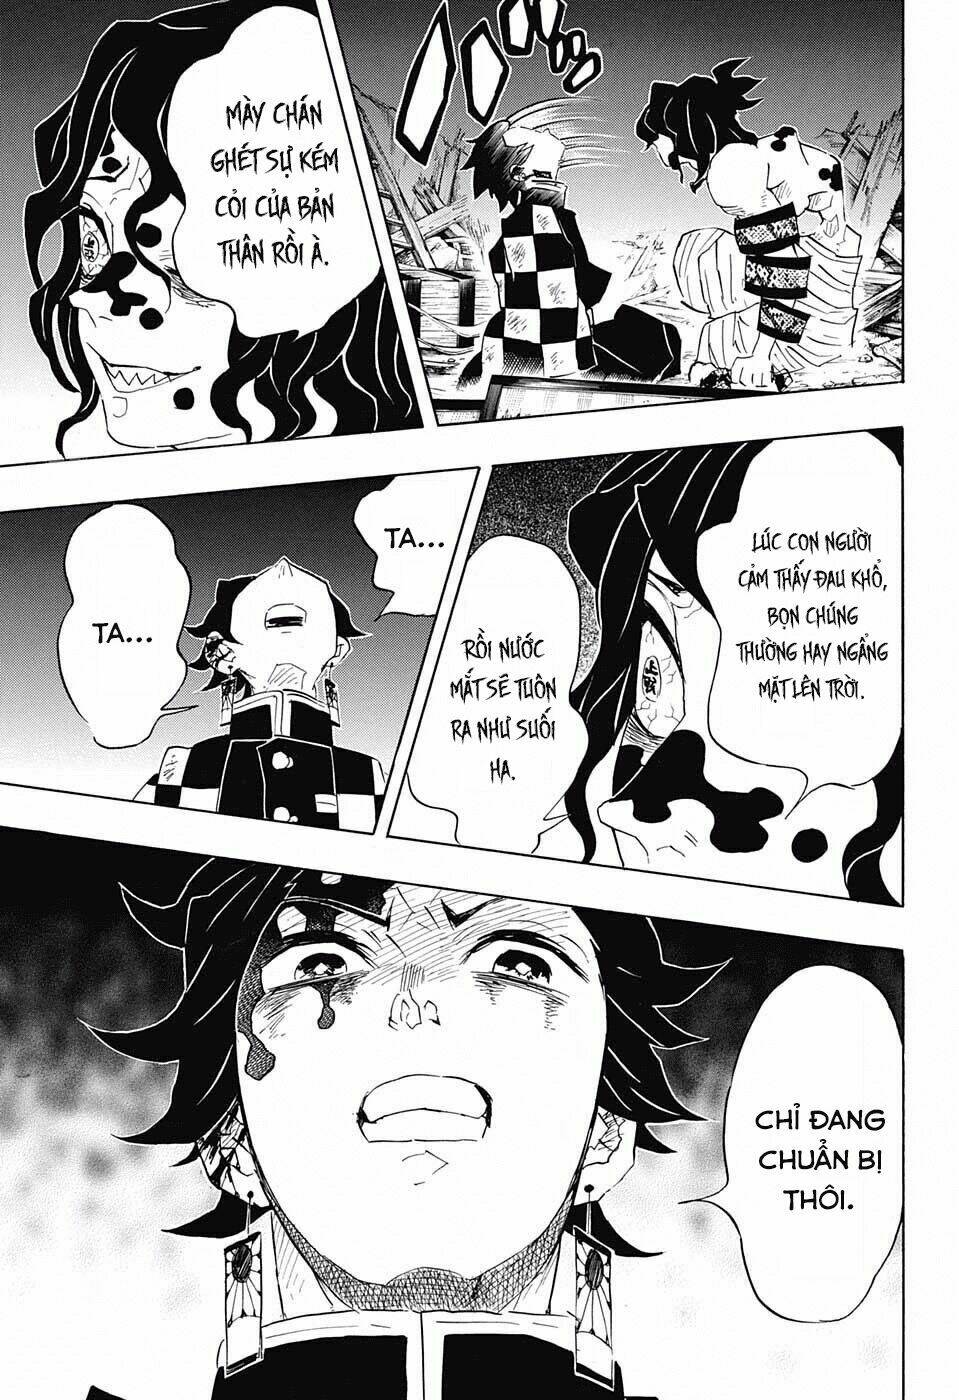 MÀY CHÁN
GHÉT SỰ KÉM
CỎI CỦA BẢN
THÂN RỒI À.
LÚC CON NGƯỜI
CẢM THẤY ĐAU KHỔ,
BỌN CHÚNG
THƯỜNG HAY NGẨNG
MẶT LÊN TRỜI.
RỒI NƯỚC
MẮT SẼ TUÔN
RA NHƯ SUỐI
HA.
TA...
TA...
CHỈ ĐANG
CHUẨN BỊ
THÔI.